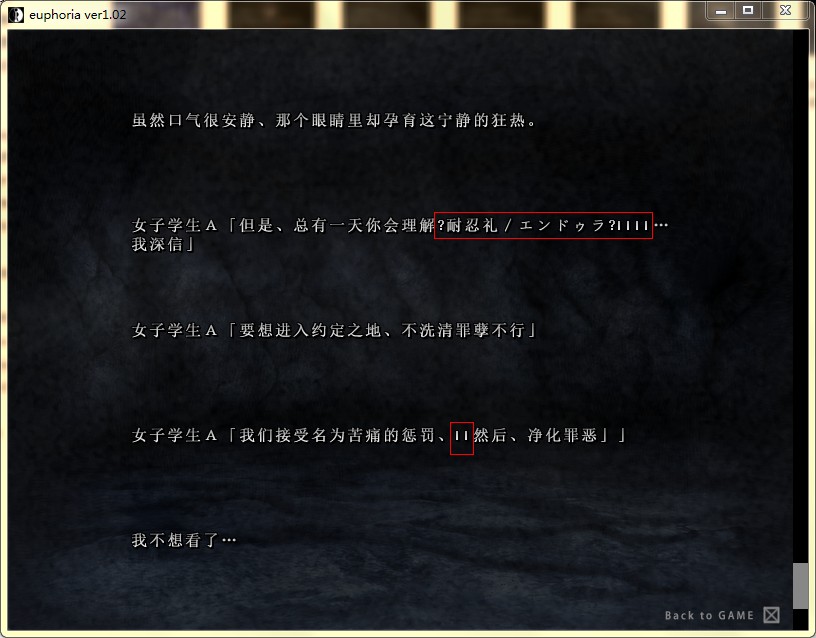 euphoria ver1.02
虽然口气很安静、那个眼睛里却孕育这宁静的狂热。
女子学生Ａ「但是、总有一天你会理解?耐忍礼／エンドゥラ?||||…
我深信」
女子学生Ａ「要想进入约定之地、不洗清罪孽不行」
女子学生Ａ「我们接受名为苦痛的惩罚、||然后、净化罪恶」」
我不想看了…
Back to GAME